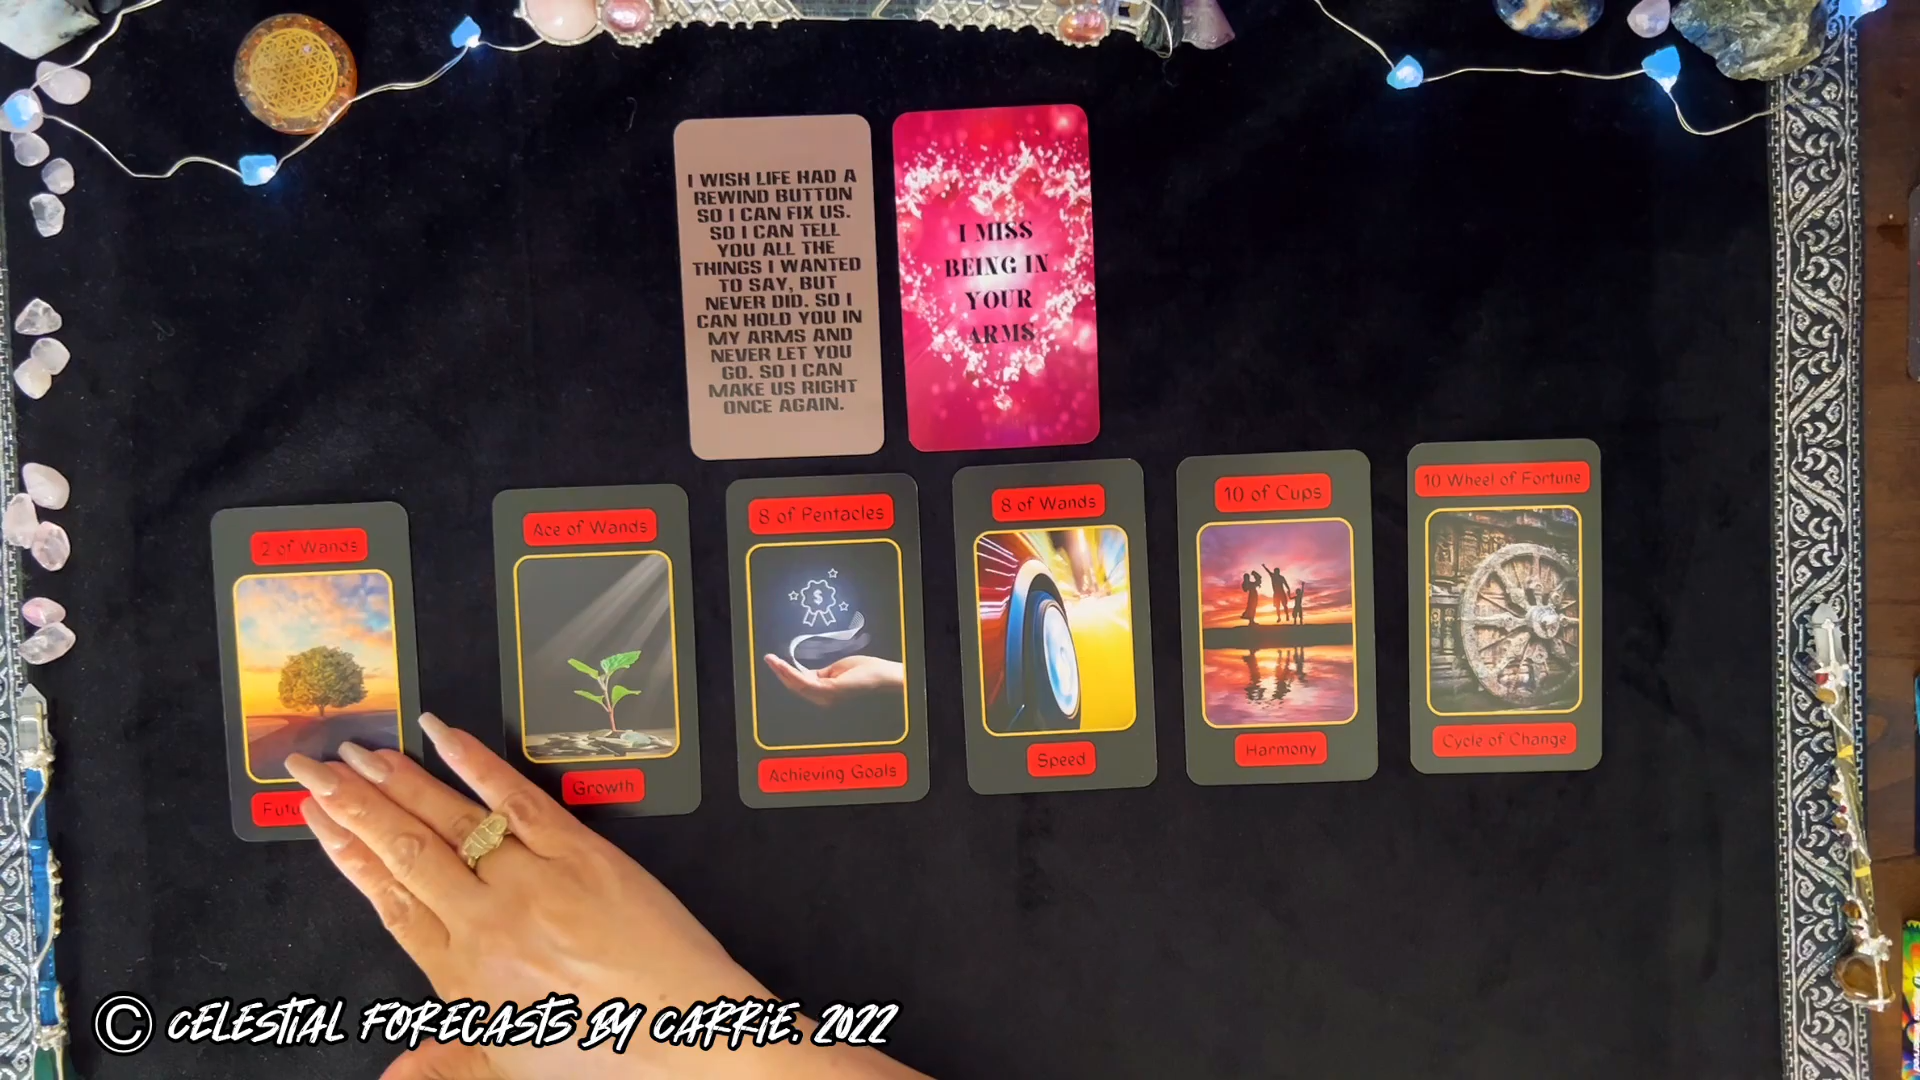 I WISH LIFE HAD A
REWIND BUTTON
SO I CAN FIX US.
SO I CAN TELL
YOU ALL THE
THINGS I WANTED
TO SAY, BUT
NEVER DID. SO I
CAN HOLD YOU IN
MY ARMS AND
NEVER LET YOU
GO. SO I CAN
MAKE US RIGHT
ONCE AGAIN.
I MISS
BEING IN
YOUR
ARMS
2 of Wands
Ace of Wands
Growth
8 of Pentacles
$
Achieving Goals
8 of Wands
Speed
10 of Cups
Harmony
10 Wheel of Fortune
Cycle of Change
© CELESTIAL FORECASTS BY CARRIE. 2022